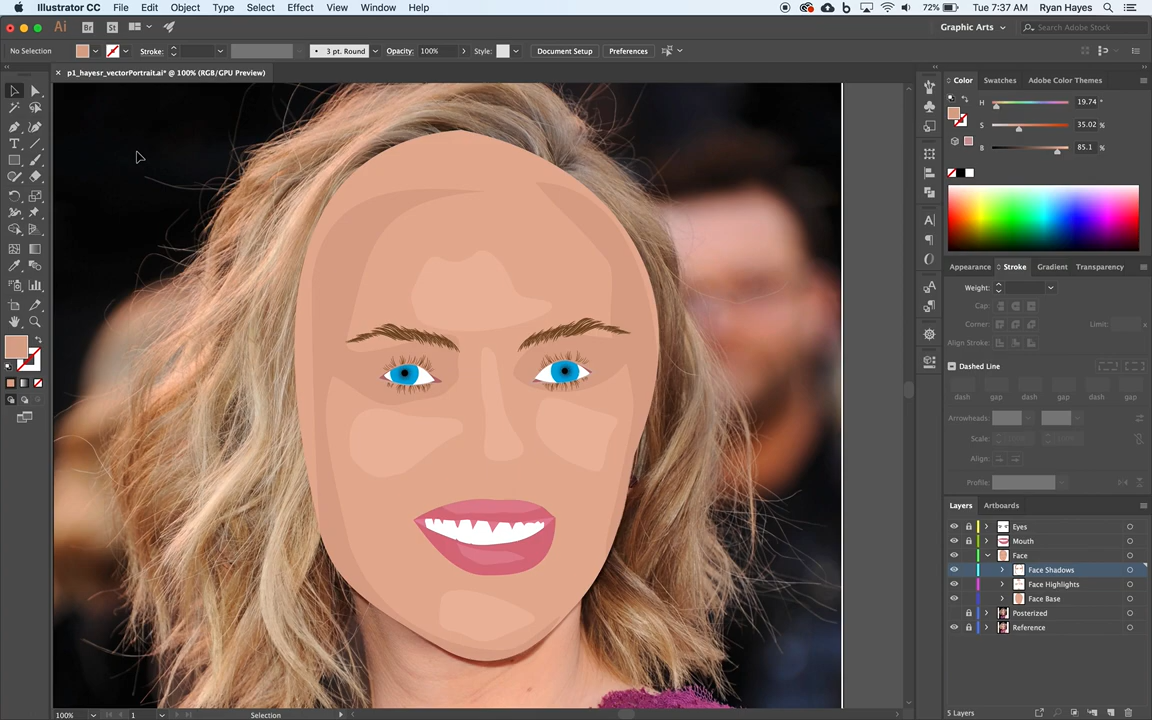 Illustrator CC File Edit Object Type Select Effect View Window Help 72% Tue 7:37 AM Ryan Hayes
Ai Br St Graphic Arts Search Adobe Stock
No Selection Stroke: 3 pt. Round Opacity: 100% Style: Document Setup Preferences
× p1_hayesr_vectorPortrait.ai* @ 100% (RGB/GPU Preview)
Color Swatches Adobe Color Themes
H 19.74 °
S 35.02 %
B 85.1 %
Appearance Stroke Gradient Transparency
Weight:
Cap:
Corner: Limit: x
Align Stroke:
Dashed Line
dash gap dash gap dash gap
Arrowheads:
Scale:
Align:
Profile:
Layers Artboards
Eyes
Mouth
Face
Face Shadows
Face Highlights
Face Base
Posterized
Reference
100% 1 Selection 5 Layers